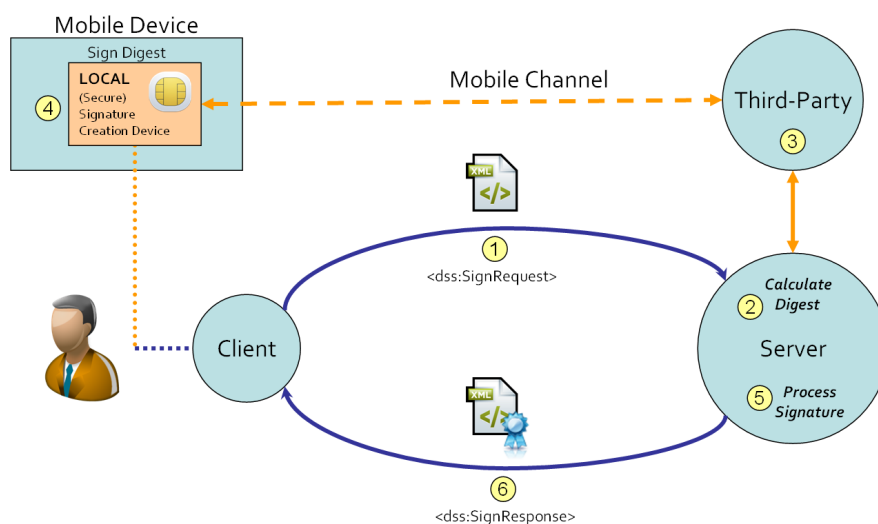 Mobile Device
Sign Digest
LOCAL
(Secure)
Signature
Creation Device
4
Mobile Channel
Third-Party
3
XML
</>
1
<dss:SignRequest>
Calculate
Digest
2
Client
Server
5
Process
Signature
XML
</>
6
<dss:SignResponse>